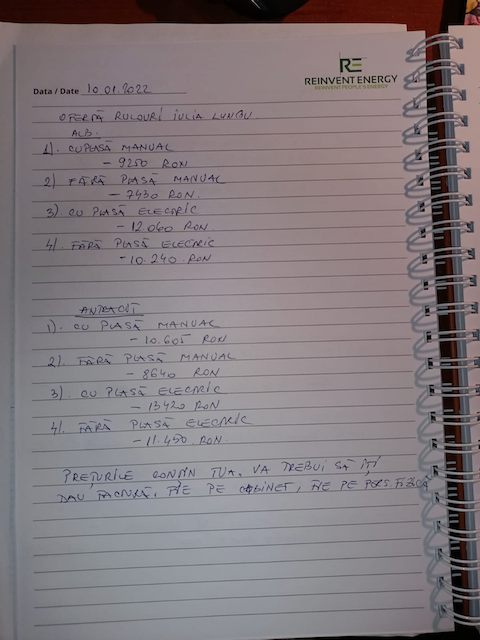 RE
REINVENT ENERGY
REINVENT PEOPLE'S ENERGY
Data / Date 10.01.2022
OFERTĂ RULOURI IULIA LUNGU
ALB.
1). CU PLASĂ MANUAL
- 9250 RON
2) FĂRĂ PLASĂ MANUAL
- 7430 RON.
3) CU PLASĂ ELECTRIC
- 12.060 RON.
4). FĂRĂ PLASĂ ELECTRIC
- 10.240 RON
ANTRACIT
1). CU PLASĂ MANUAL
- 10.605 RON
2). FĂRĂ PLASĂ MANUAL
- 8640 RON
3). CU PLASĂ ELECTRIC
- 13420 RON
4). FĂRĂ PLASĂ ELECTRIC
- 11.450 RON.
PREȚURILE CONȚIN TVA. VA TREBUI SĂ ÎȚI
DAU FACTURĂ, FIE PE CABINET, FIE PE PERS FIZICĂ